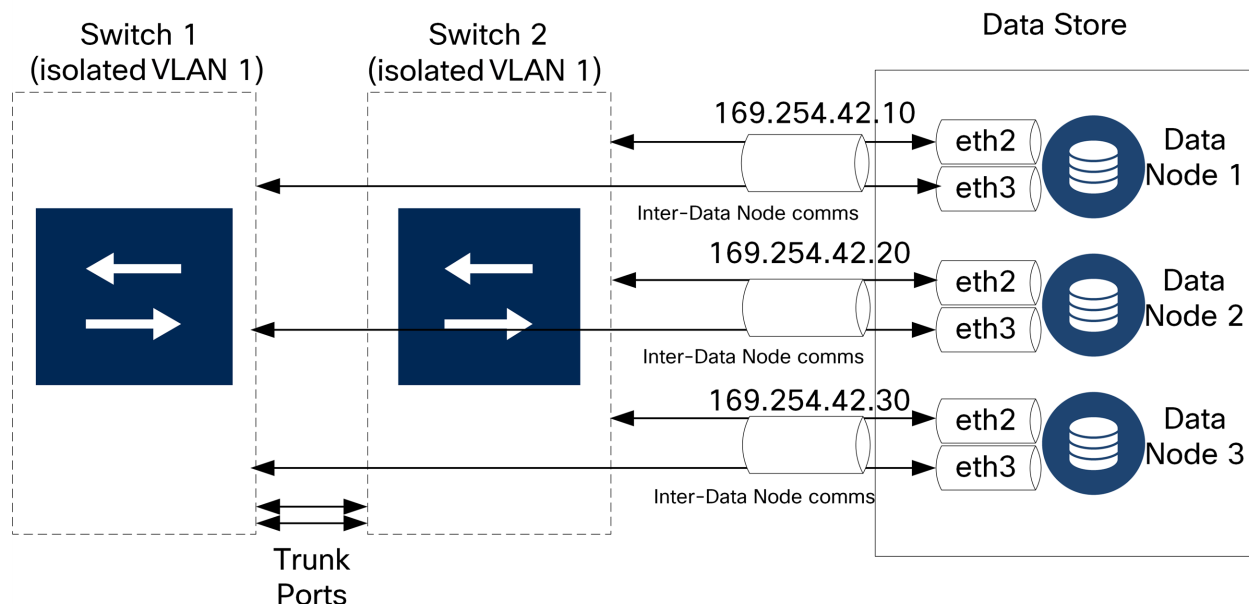 Switch 1
(isolated VLAN 1)
Switch 2
(isolated VLAN 1)
Data Store
169.254.42.10
eth2
eth3
Data
Node 1
Inter-Data Node comms
169.254.42.20
eth2
eth3
Data
Node 2
Inter-Data Node comms
169.254.42.30
eth2
eth3
Data
Node 3
Inter-Data Node comms
Trunk
Ports